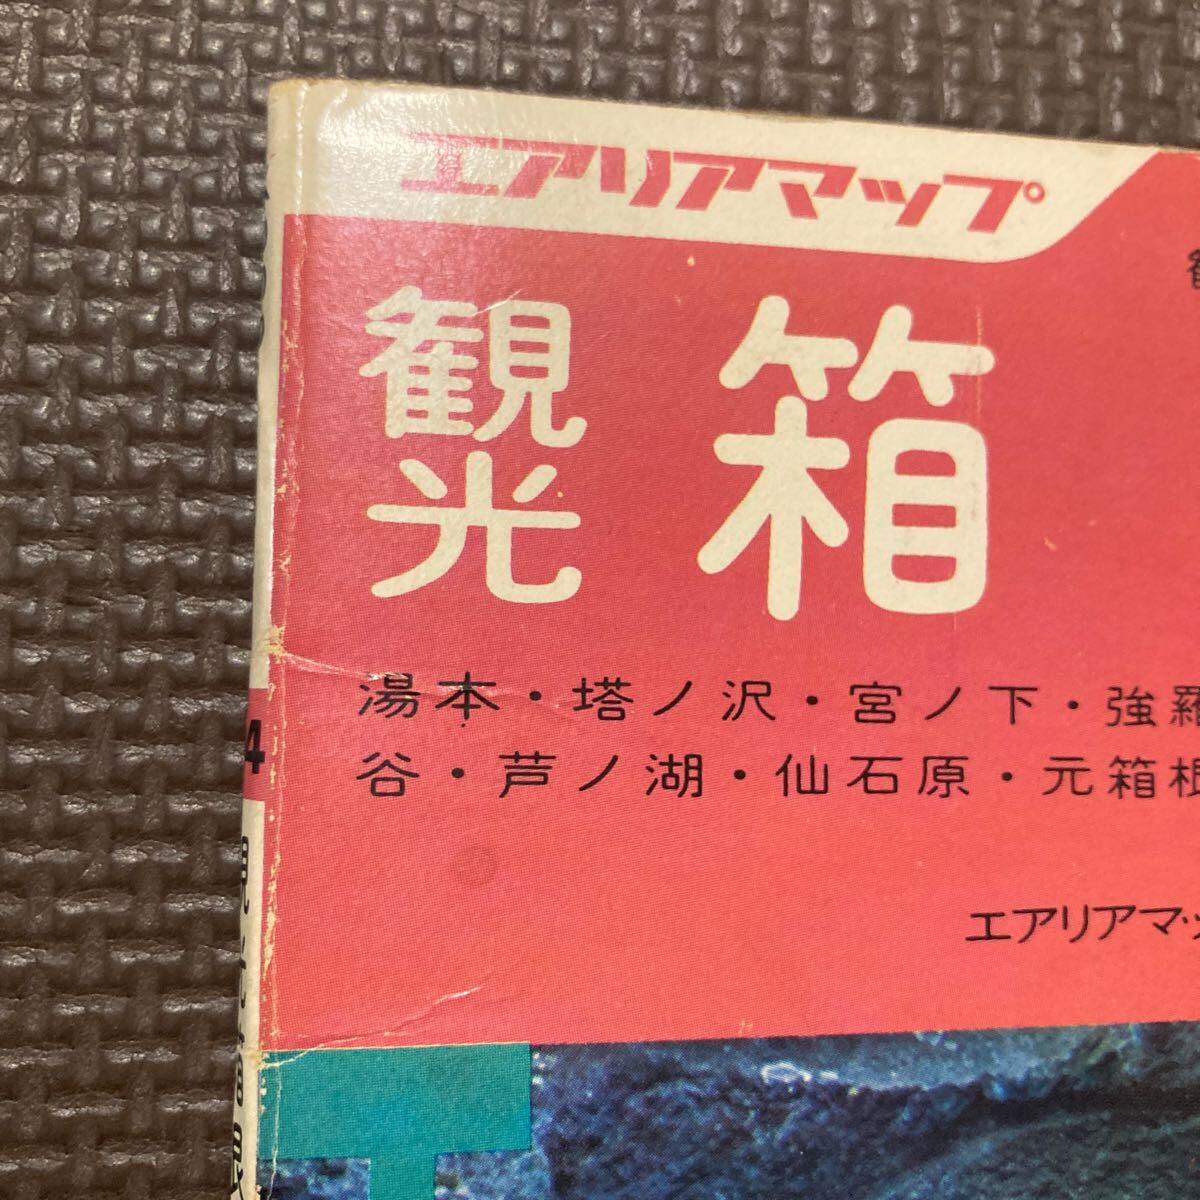 エアリアマップ
観光 箱
湯本・塔ノ沢・宮ノ下・強羅
谷・芦ノ湖・仙石原・元箱根
エアリアマッ
4